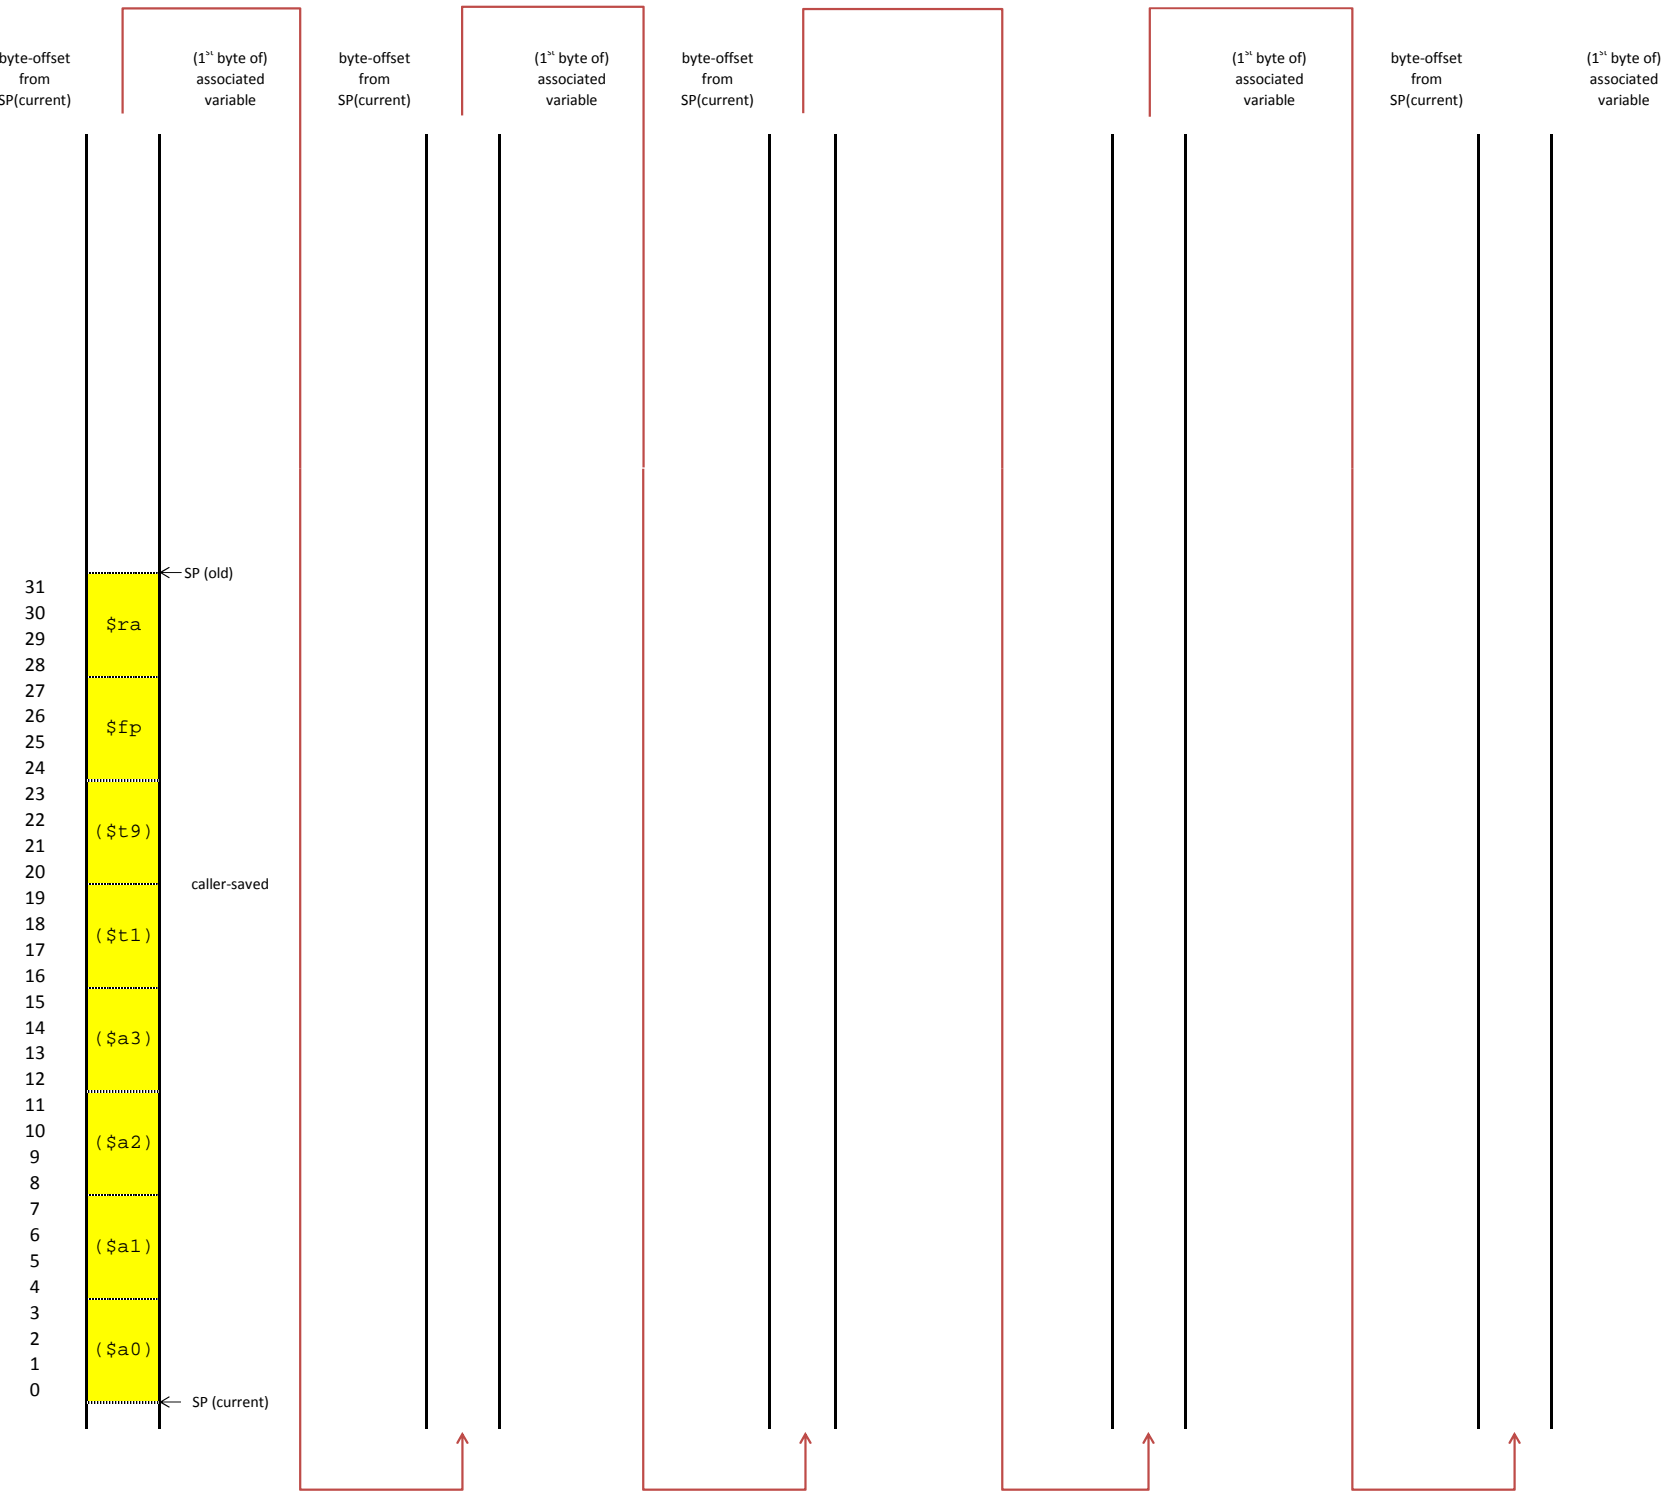 byte-offset
from
SP(current)
(1st byte of)
associated
variable
byte-offset
from
SP(current)
(1st byte of)
associated
variable
byte-offset
from
SP(current)
(1st byte of)
associated
variable
byte-offset
from
SP(current)
(1st byte of)
associated
variable
SP (old)
31
30
$ra
29
28
27
26
$fp
25
24
23
22
($t9)
21
20
caller-saved
19
18
($t1)
17
16
15
14
($a3)
13
12
11
10
($a2)
9
8
7
6
($a1)
5
4
3
2
($a0)
1
0
SP (current)